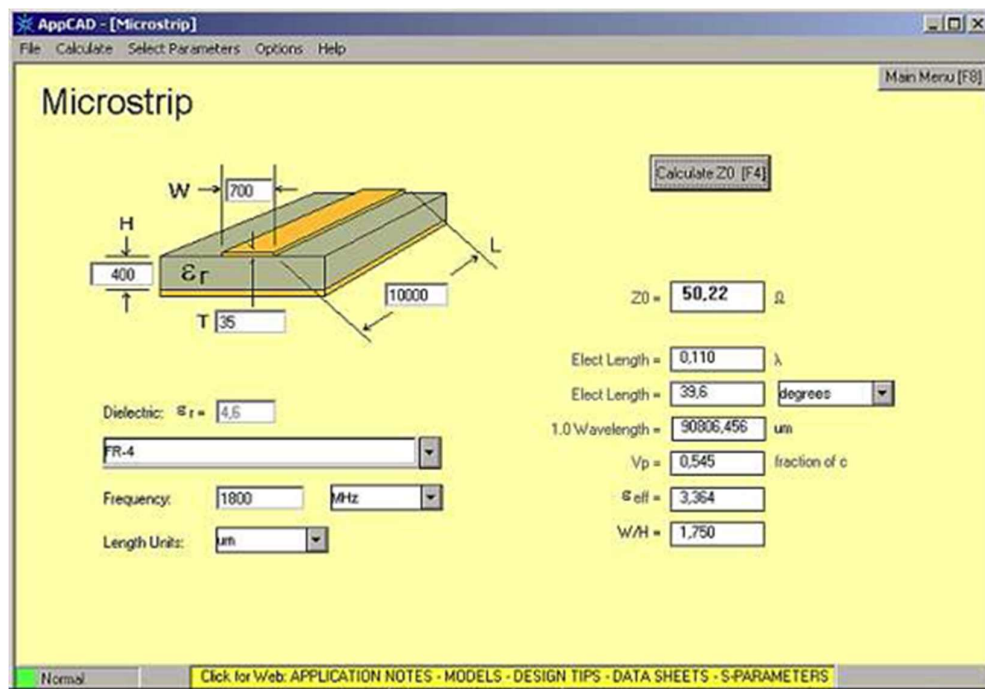 AppCAD - [Microstrip]
File Calculate Select Parameters Options Help
Main Menu [F8]
Microstrip
Calculate Z0 [F4]
W 700
H
400
εr
L
10000
T 35
Z0 = 50,22 Ω
Elect Length = 0,110 λ
Elect Length = 39,6 degrees
1.0 Wavelength = 90806,456 um
Vp = 0,545 fraction of c
εeff = 3,364
W/H = 1,750
Dielectric: εr = 4,6
FR-4
Frequency: 1800 MHz
Length Units: um
Normal
Click for Web: APPLICATION NOTES - MODELS - DESIGN TIPS - DATA SHEETS - S-PARAMETERS